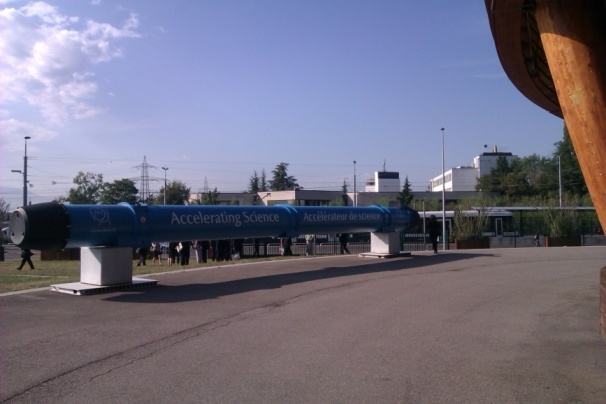 Accelerating Science
Accélérateur de science